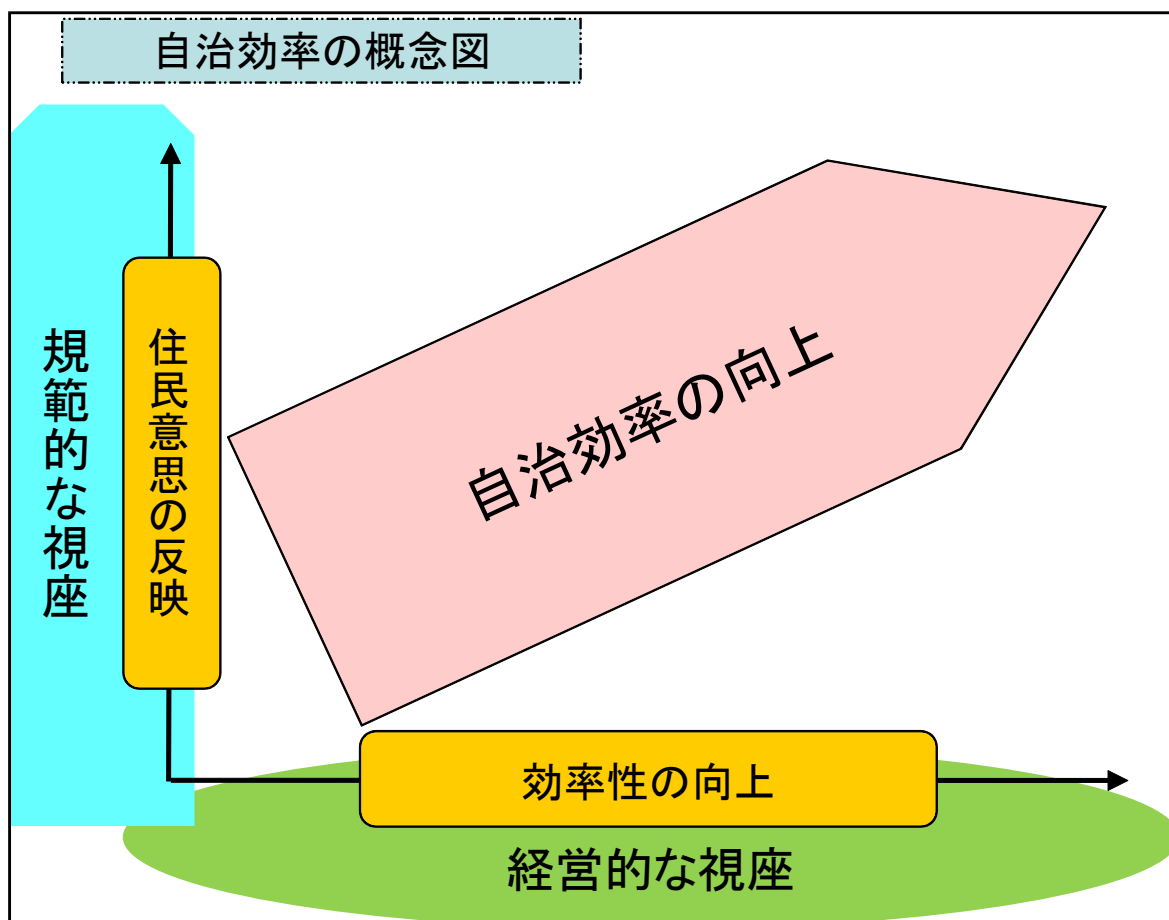 自治効率の概念図
規範的な視座
住民意思の反映
自治効率の向上
効率性の向上
経営的な視座